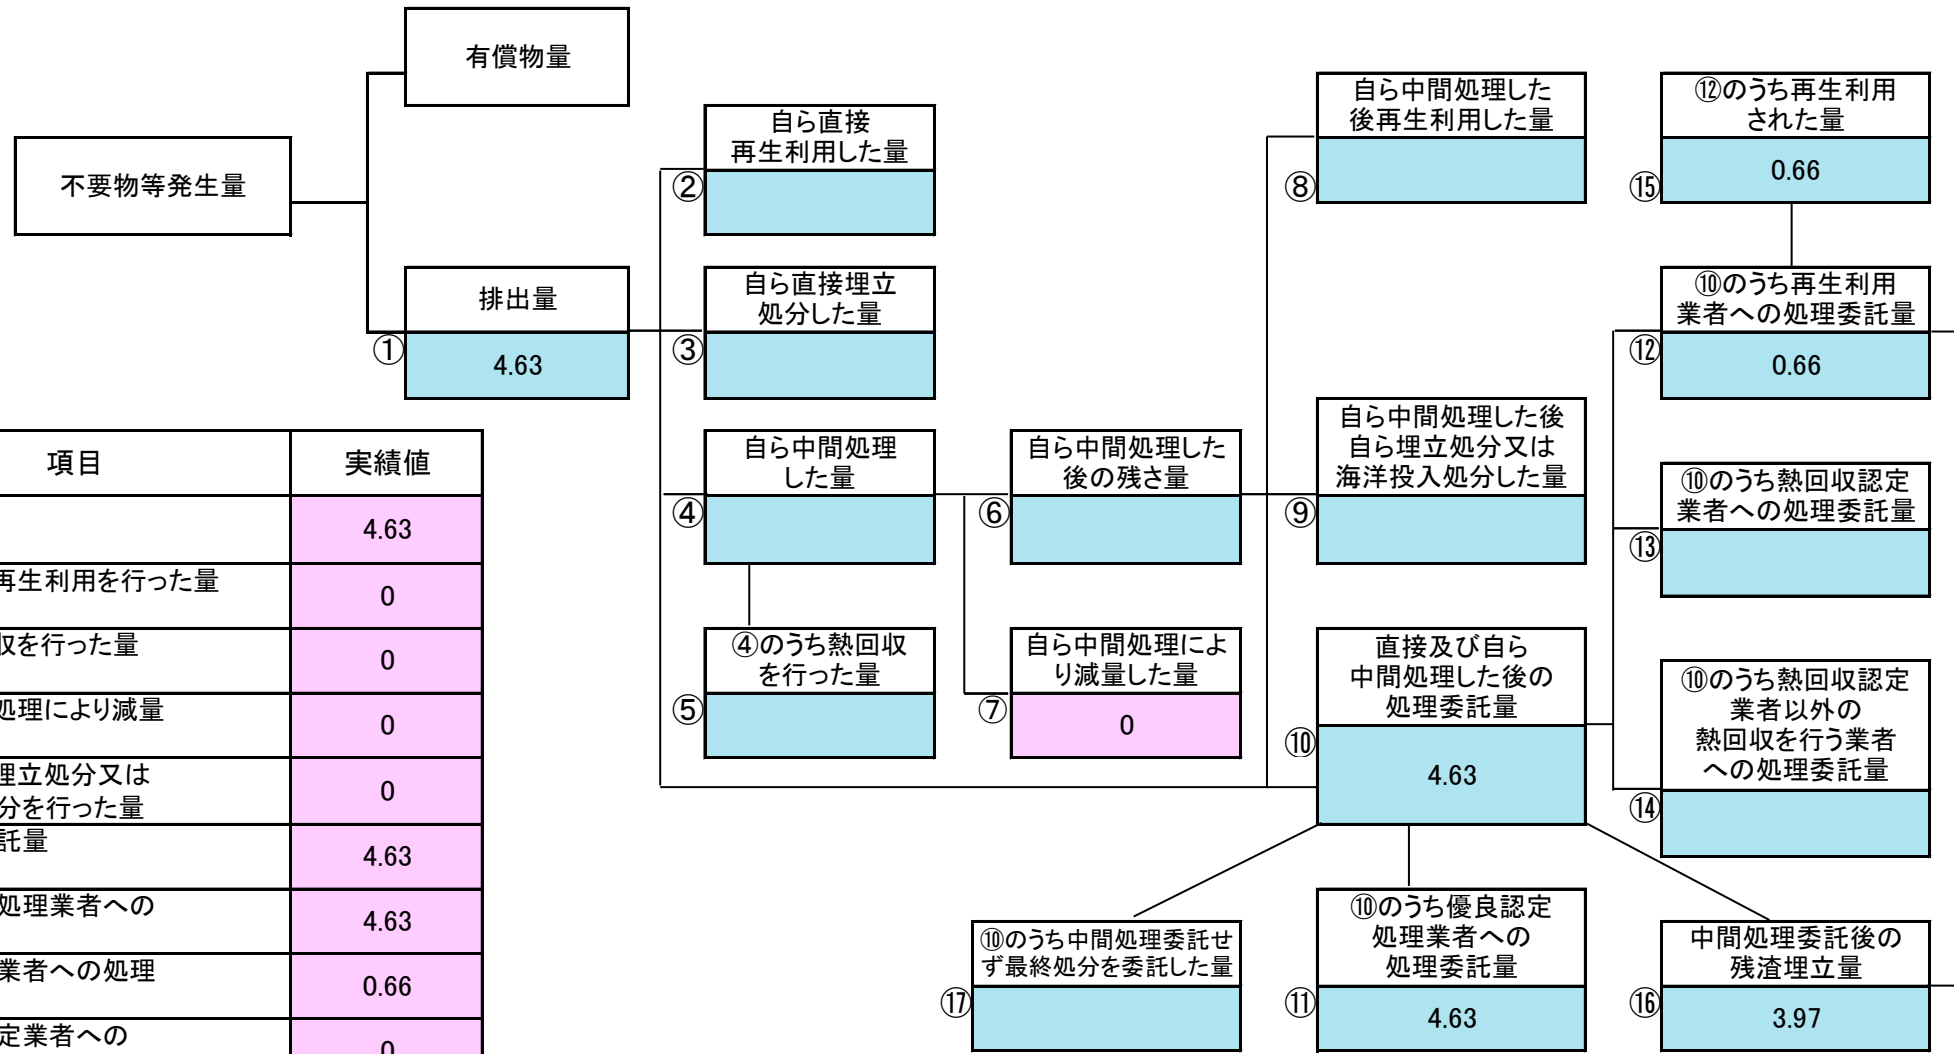 有償物量
不要物等発生量
排出量
①
4.63
自ら直接
再生利用した量
②
自ら直接埋立
処分した量
③
自ら中間処理
した量
④
④のうち熱回収
を行った量
⑤
自ら中間処理した
後の残さ量
⑥
自ら中間処理によ
り減量した量
⑦
0
自ら中間処理した
後再生利用した量
⑧
自ら中間処理した後
自ら埋立処分又は
海洋投入処分した量
⑨
直接及び自ら
中間処理した後の
処理委託量
⑩
4.63
⑫のうち再生利用
された量
⑮
0.66
⑩のうち再生利用
業者への処理委託量
⑫
0.66
⑩のうち熱回収認定
業者への処理委託量
⑬
⑩のうち熱回収認定
業者以外の
熱回収を行う業者
への処理委託量
⑭
⑩のうち中間処理委託せ
ず最終処分を委託した量
⑰
⑩のうち優良認定
処理業者への
処理委託量
⑪
4.63
中間処理委託後の
残渣埋立量
⑯
3.97
項目 実績値
4.63
再生利用を行った量 0
収を行った量 0
処理により減量 0
埋立処分又は
分を行った量 0
託量 4.63
処理業者への 4.63
業者への処理 0.66
定業者への 0